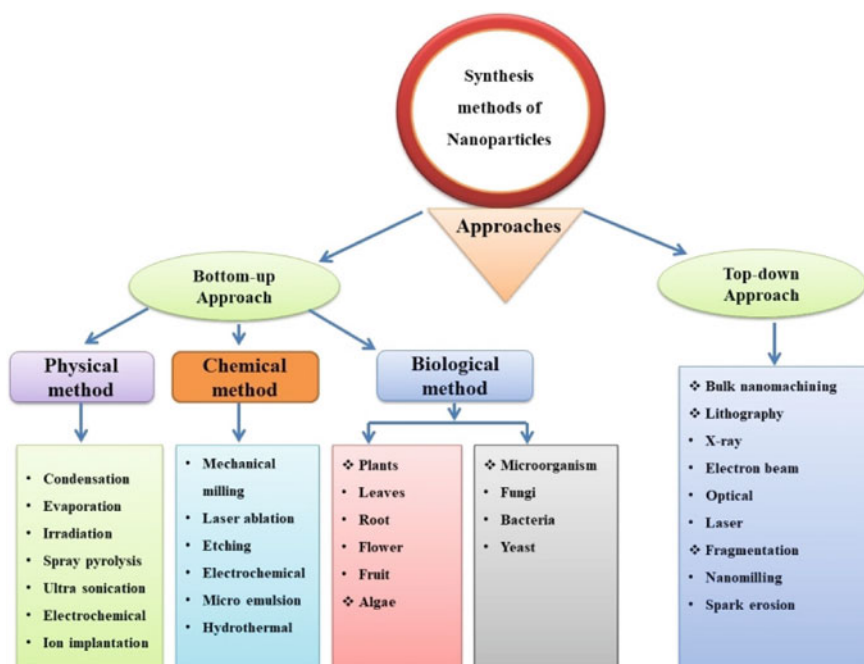 Synthesis
methods of
Nanoparticles
Approaches
Bottom-up
Approach
Top-down
Approach
Physical
method
Chemical
method
Biological
method
• Condensation
• Evaporation
• Irradiation
• Spray pyrolysis
• Ultra sonication
• Electrochemical
• Ion implantation
• Mechanical
milling
• Laser ablation
• Etching
• Electrochemical
• Micro emulsion
• Hydrothermal
❖ Plants
• Leaves
• Root
• Flower
• Fruit
❖ Algae
❖ Microorganism
• Fungi
• Bacteria
• Yeast
❖ Bulk nanomachining
❖ Lithography
• X-ray
• Electron beam
• Optical
• Laser
❖ Fragmentation
• Nanomilling
• Spark erosion